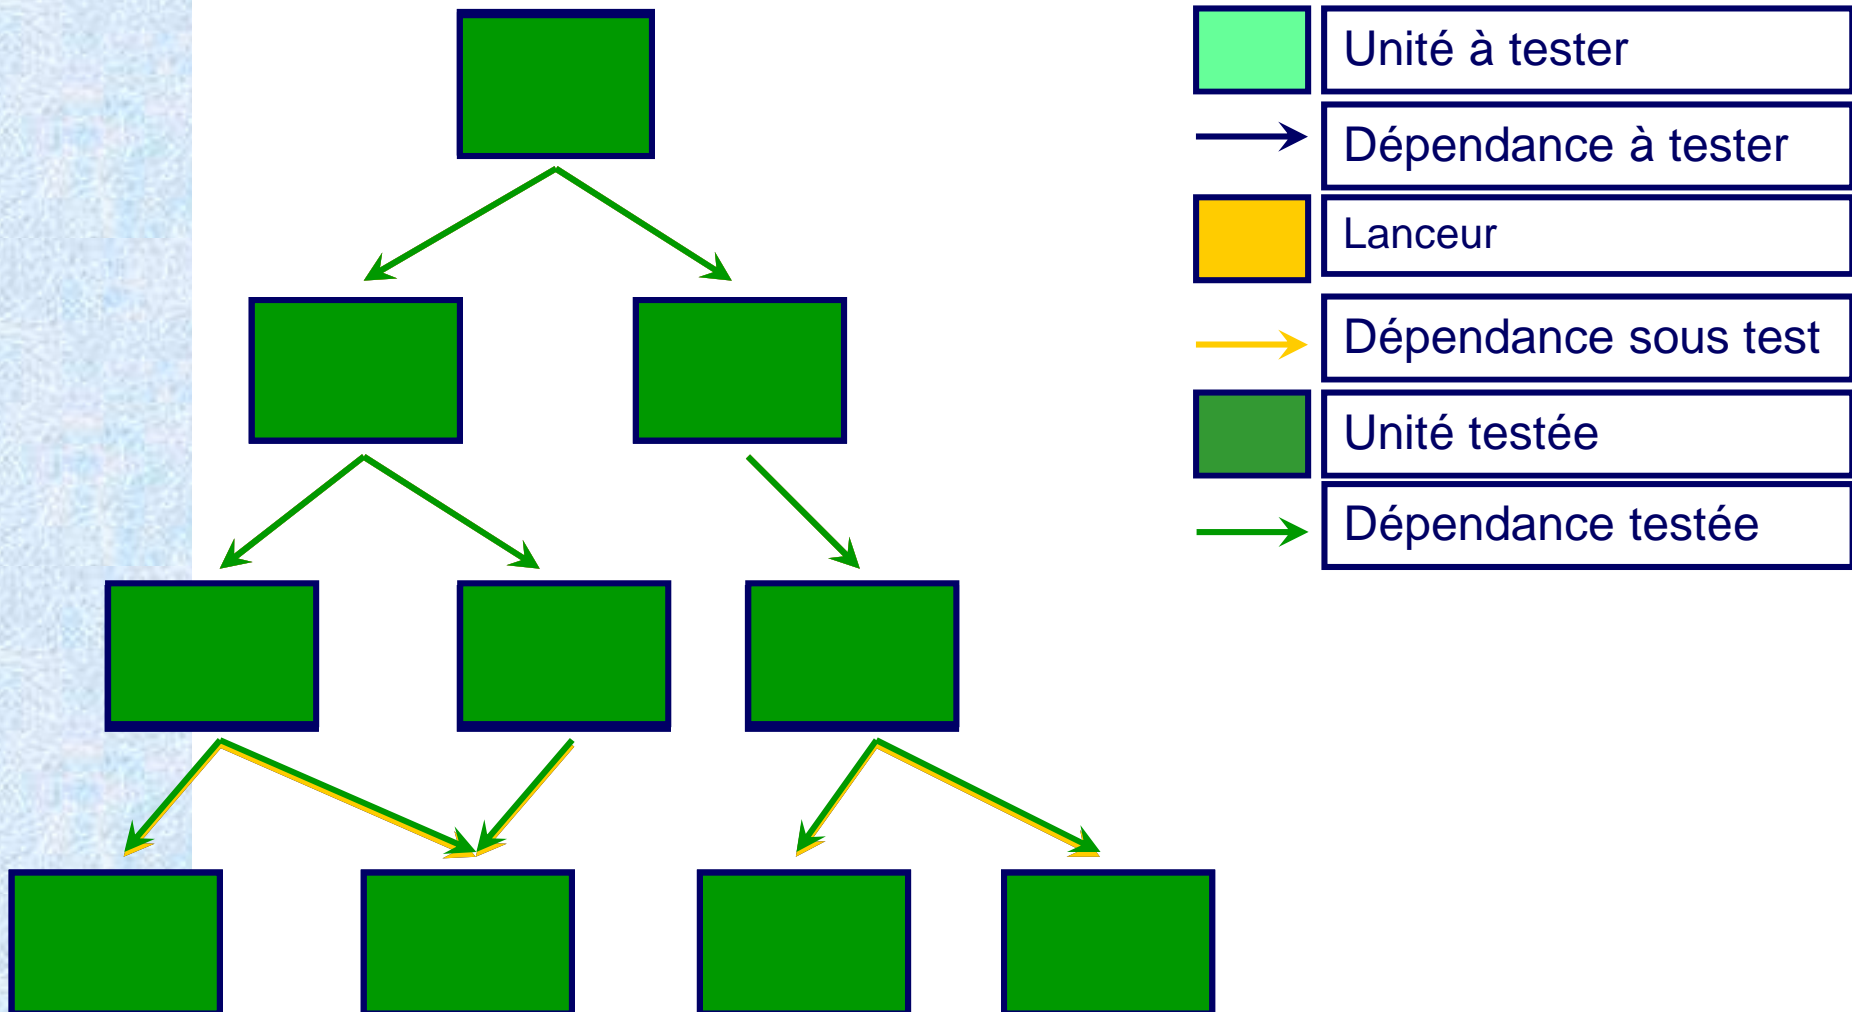 Unité à tester
Dépendance à tester
Lanceur
Dépendance sous test
Unité testée
Dépendance testée